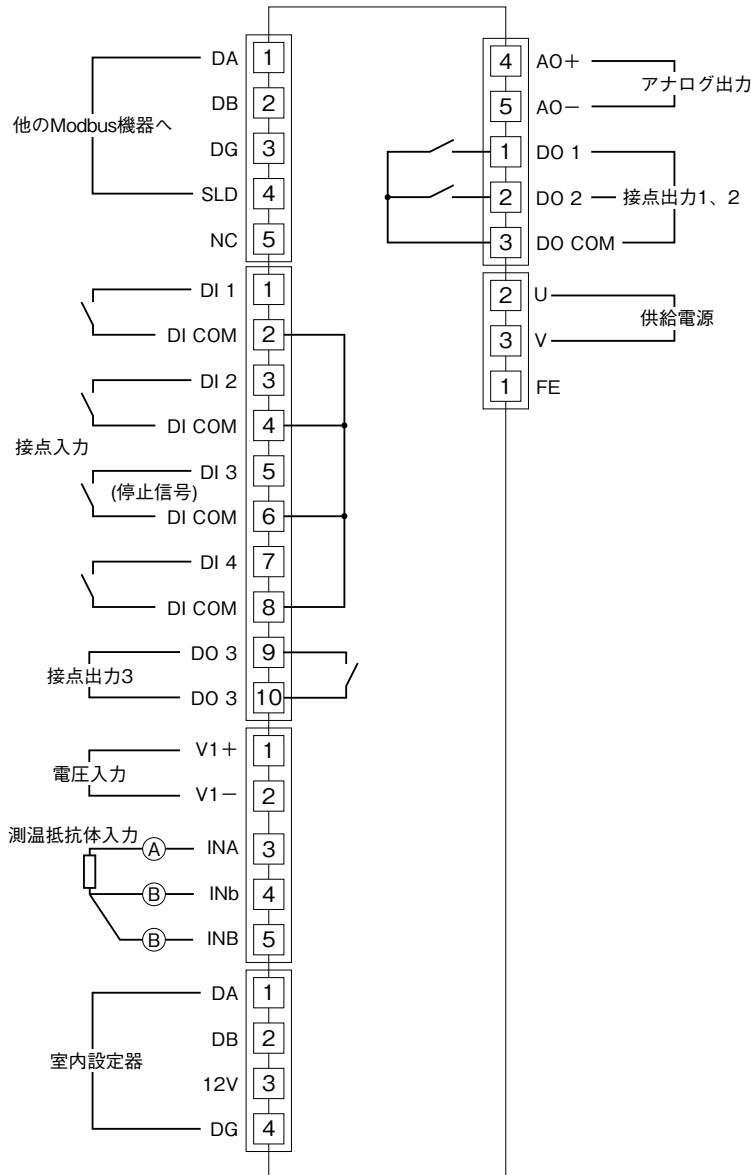 DA 1
DB 2
他のModbus機器へ
DG 3
SLD 4
NC 5
DI 1 1
DI COM 2
DI 2 3
DI COM 4
接点入力
DI 3 5
(停止信号)
DI COM 6
DI 4 7
DI COM 8
DO 3 9
接点出力3
DO 3 10
V1+ 1
電圧入力
V1− 2
測温抵抗体入力
A INA 3
B INb 4
B INB 5
DA 1
DB 2
室内設定器
12V 3
DG 4
4 AO+
アナログ出力
5 AO−
1 DO 1
2 DO 2 接点出力1、2
3 DO COM
2 U
供給電源
3 V
1 FE